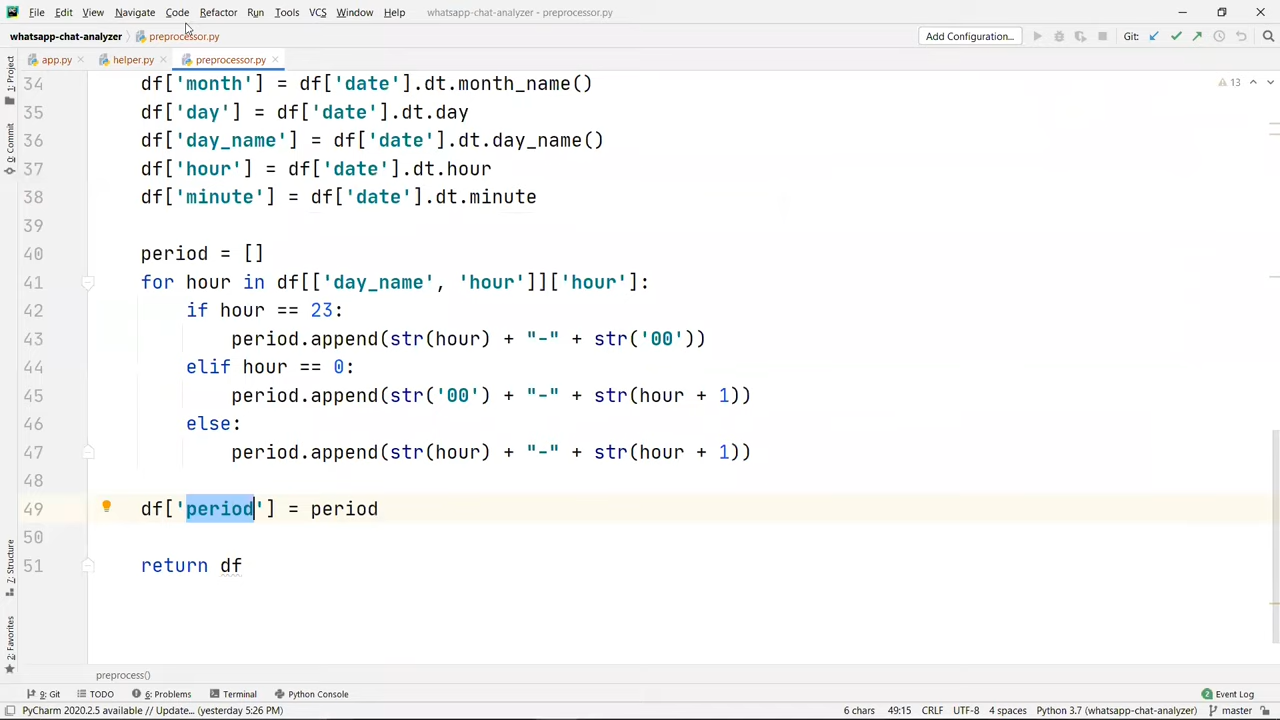 File Edit View Navigate Code Refactor Run Tools VCS Window Help whatsapp-chat-analyzer - preprocessor.py
whatsapp-chat-analyzer preprocessor.py Add Configuration... Git:
app.py helper.py preprocessor.py
1: Project
0: Commit
7: Structure
2: Favorites
13
34 df['month'] = df['date'].dt.month_name()
35 df['day'] = df['date'].dt.day
36 df['day_name'] = df['date'].dt.day_name()
37 df['hour'] = df['date'].dt.hour
38 df['minute'] = df['date'].dt.minute
39
40 period = []
41 for hour in df[['day_name', 'hour']]['hour']:
42 if hour == 23:
43 period.append(str(hour) + "-" + str('00'))
44 elif hour == 0:
45 period.append(str('00') + "-" + str(hour + 1))
46 else:
47 period.append(str(hour) + "-" + str(hour + 1))
48
49 df['period'] = period
50
51 return df
preprocess()
9: Git TODO 6: Problems Terminal Python Console 2 Event Log
PyCharm 2020.2.5 available // Update... (yesterday 5:26 PM) 6 chars 49:15 CRLF UTF-8 4 spaces Python 3.7 (whatsapp-chat-analyzer) master